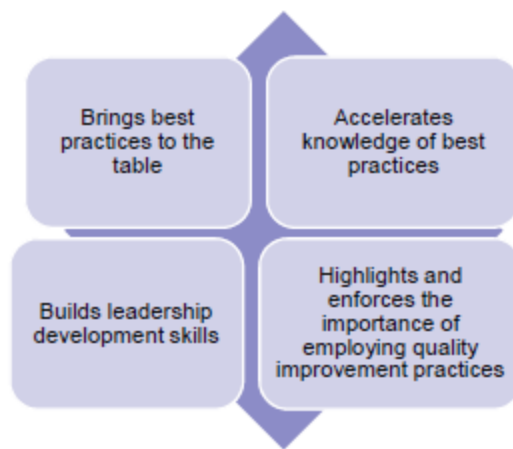 Brings best
practices to the
table
Accelerates
knowledge of best
practices
Builds leadership
development skills
Highlights and
enforces the
importance of
employing quality
improvement practices